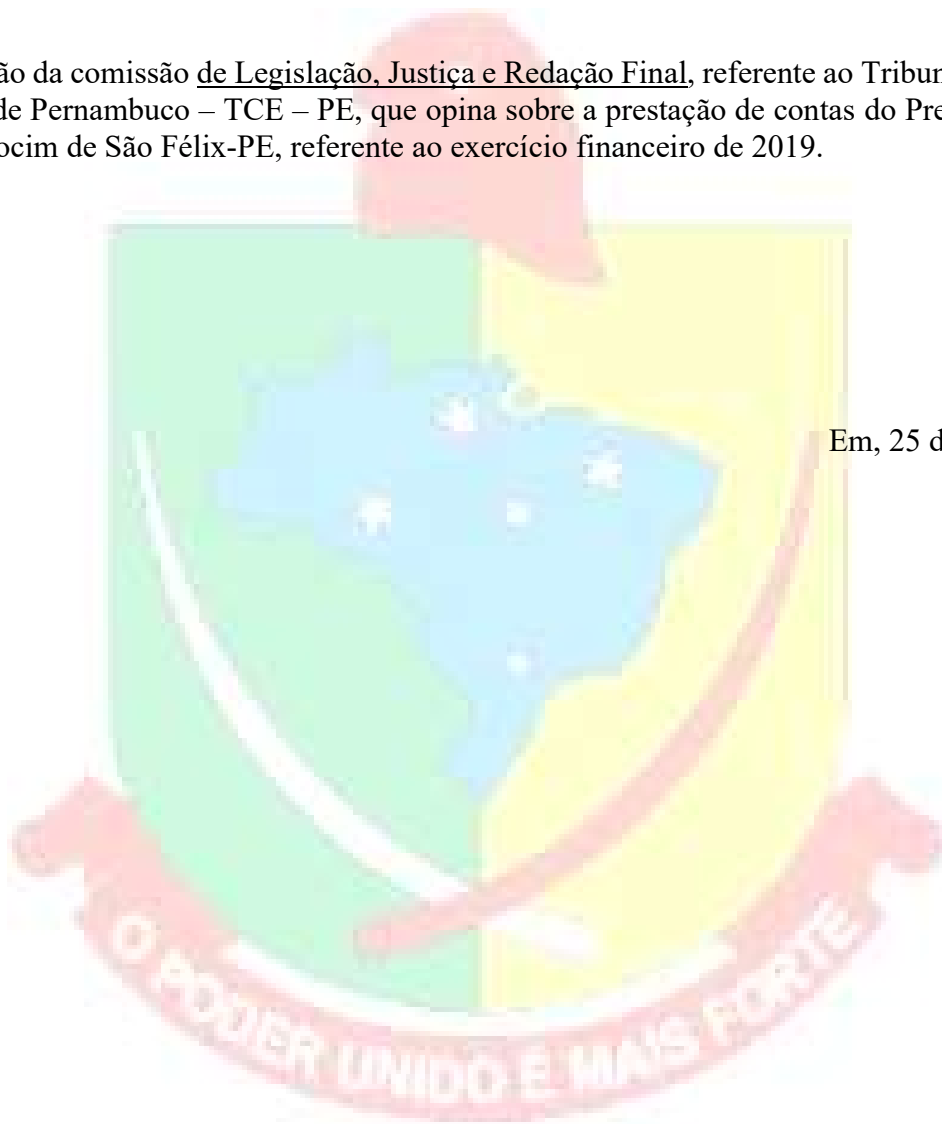 ão da comissão de Legislação, Justiça e Redação Final, referente ao Tribun
de Pernambuco – TCE – PE, que opina sobre a prestação de contas do Pre
ocim de São Félix-PE, referente ao exercício financeiro de 2019.
Em, 25 d
O PODER UNIDO É MAIS FORTE